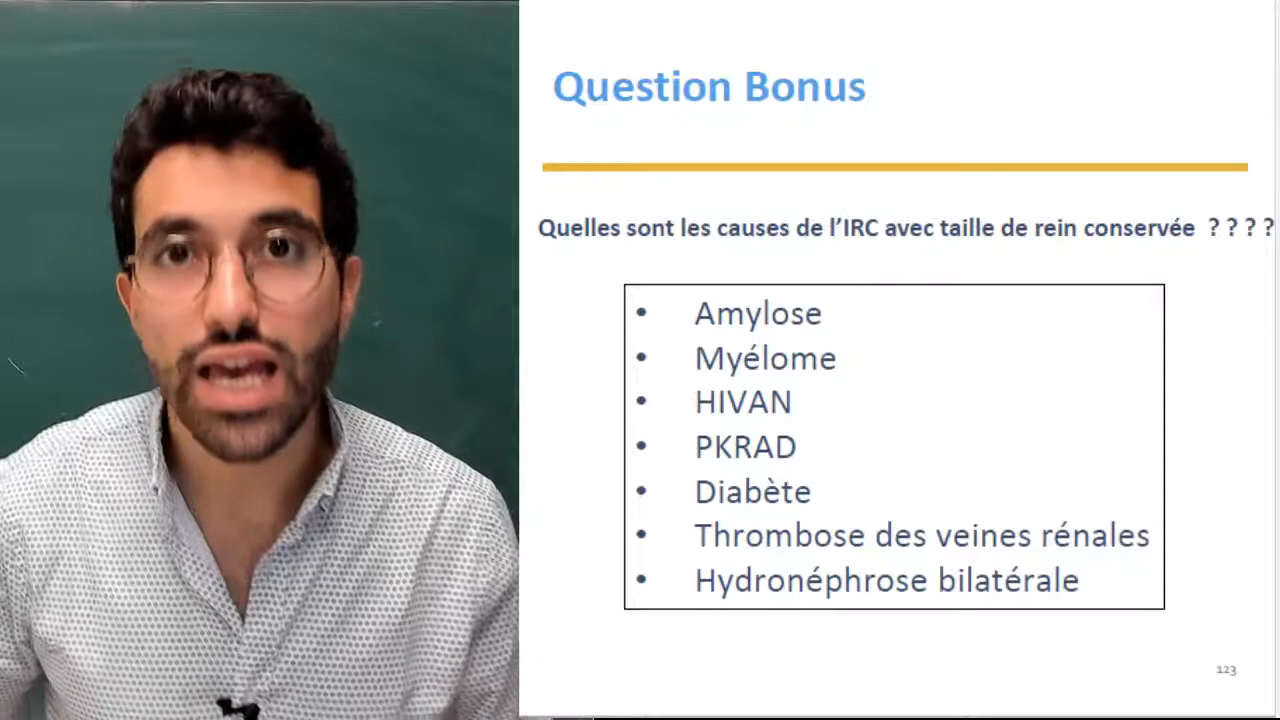 Question Bonus
Quelles sont les causes de l’IRC avec taille de rein conservée ? ? ? ?
• Amylose
• Myélome
• HIVAN
• PKRAD
• Diabète
• Thrombose des veines rénales
• Hydronéphrose bilatérale
123